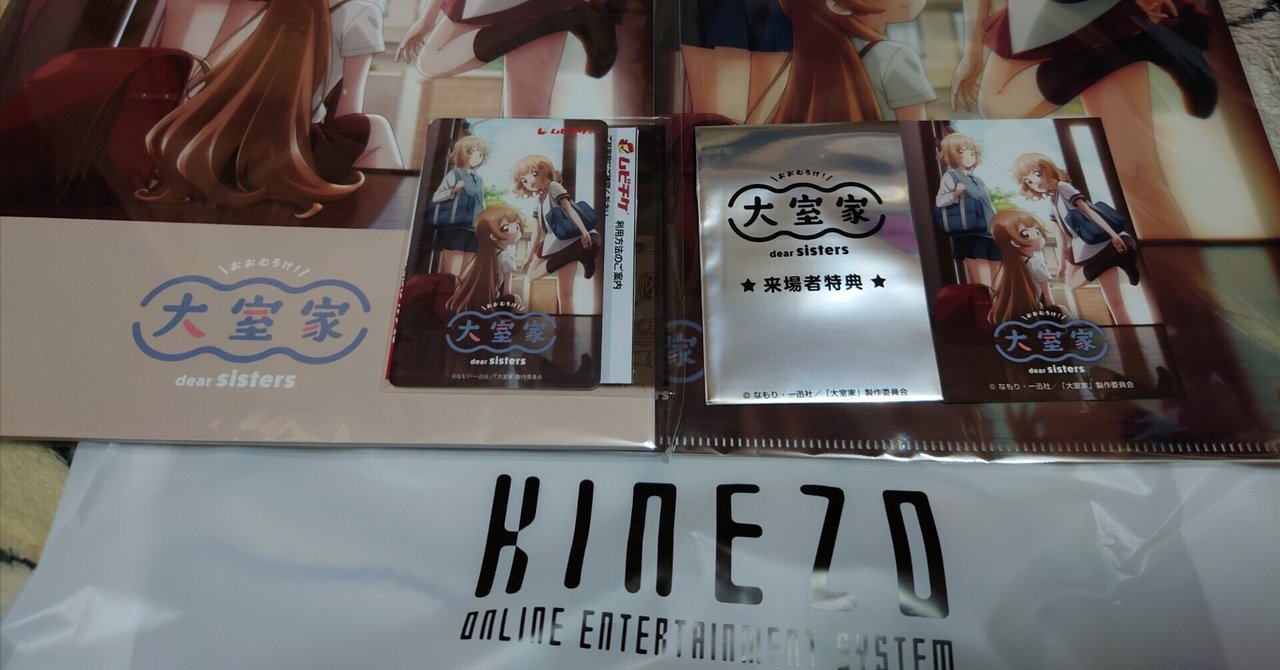 \おおむろけ!/
大室家
dear sisters
ムビチケ
ムビチケ
利用方法のご案内
\おおむろけ!/
大室家
dear sisters
©なもり・一迅社/「大室家」製作委員会
\おおむろけ!/
大室家
dear sisters
★ 来場者特典 ★
© なもり・一迅社/「大室家」製作委員会
\おおむろけ!/
大室家
dear sisters
© なもり・一迅社/「大室家」製作委員会
家
KINEZO
ONLINE ENTERTAINMENT SYSTEM